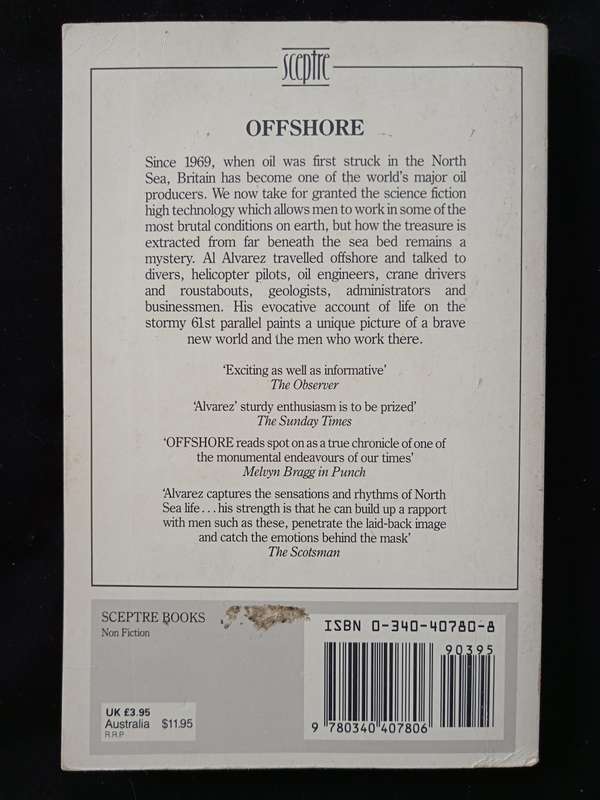 sceptre
OFFSHORE
Since 1969, when oil was first struck in the North
Sea, Britain has become one of the world's major oil
producers. We now take for granted the science fiction
high technology which allows men to work in some of the
most brutal conditions on earth, but how the treasure is
extracted from far beneath the sea bed remains a
mystery. Al Alvarez travelled offshore and talked to
divers, helicopter pilots, oil engineers, crane drivers
and roustabouts, geologists, administrators and
businessmen. His evocative account of life on the
stormy 61st parallel paints a unique picture of a brave
new world and the men who work there.
‘Exciting as well as informative’
The Observer
‘Alvarez’ sturdy enthusiasm is to be prized’
The Sunday Times
‘OFFSHORE reads spot on as a true chronicle of one of
the monumental endeavours of our times’
Melvyn Bragg in Punch
‘Alvarez captures the sensations and rhythms of North
Sea life...his strength is that he can build up a rapport
with men such as these, penetrate the laid-back image
and catch the emotions behind the mask’
The Scotsman
SCEPTRE BOOKS
Non Fiction
UK £3.95
Australia $11.95
R.R.P.
ISBN 0-340-40780-8
90395
9 780340 407806